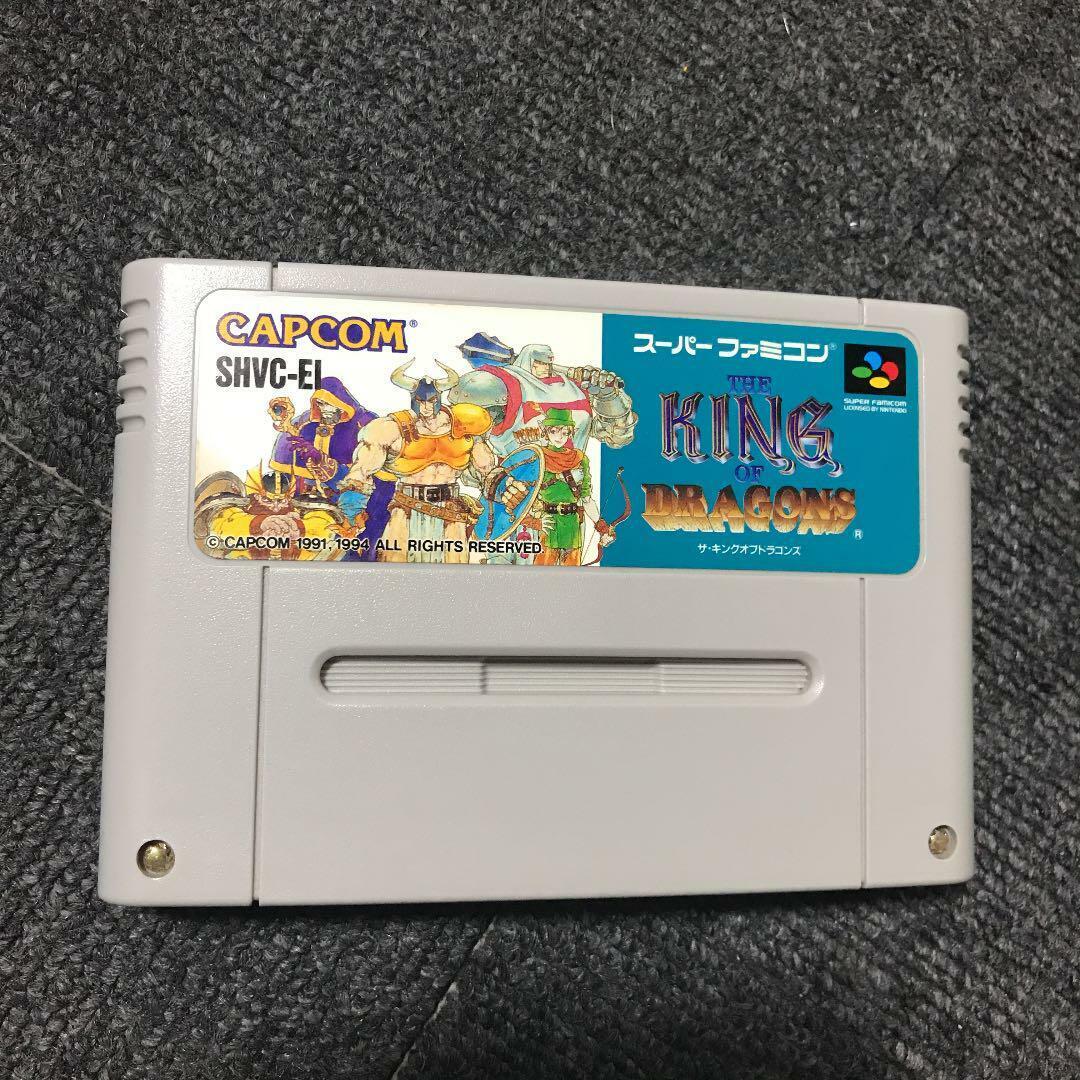 CAPCOM®
SHVC-EI
© CAPCOM 1991, 1994 ALL RIGHTS RESERVED.
スーパーファミコン®
SUPER FAMICOM
LICENSED BY NINTENDO
THE
KING
OF
DRAGONS®
ザ・キングオブドラゴンズ